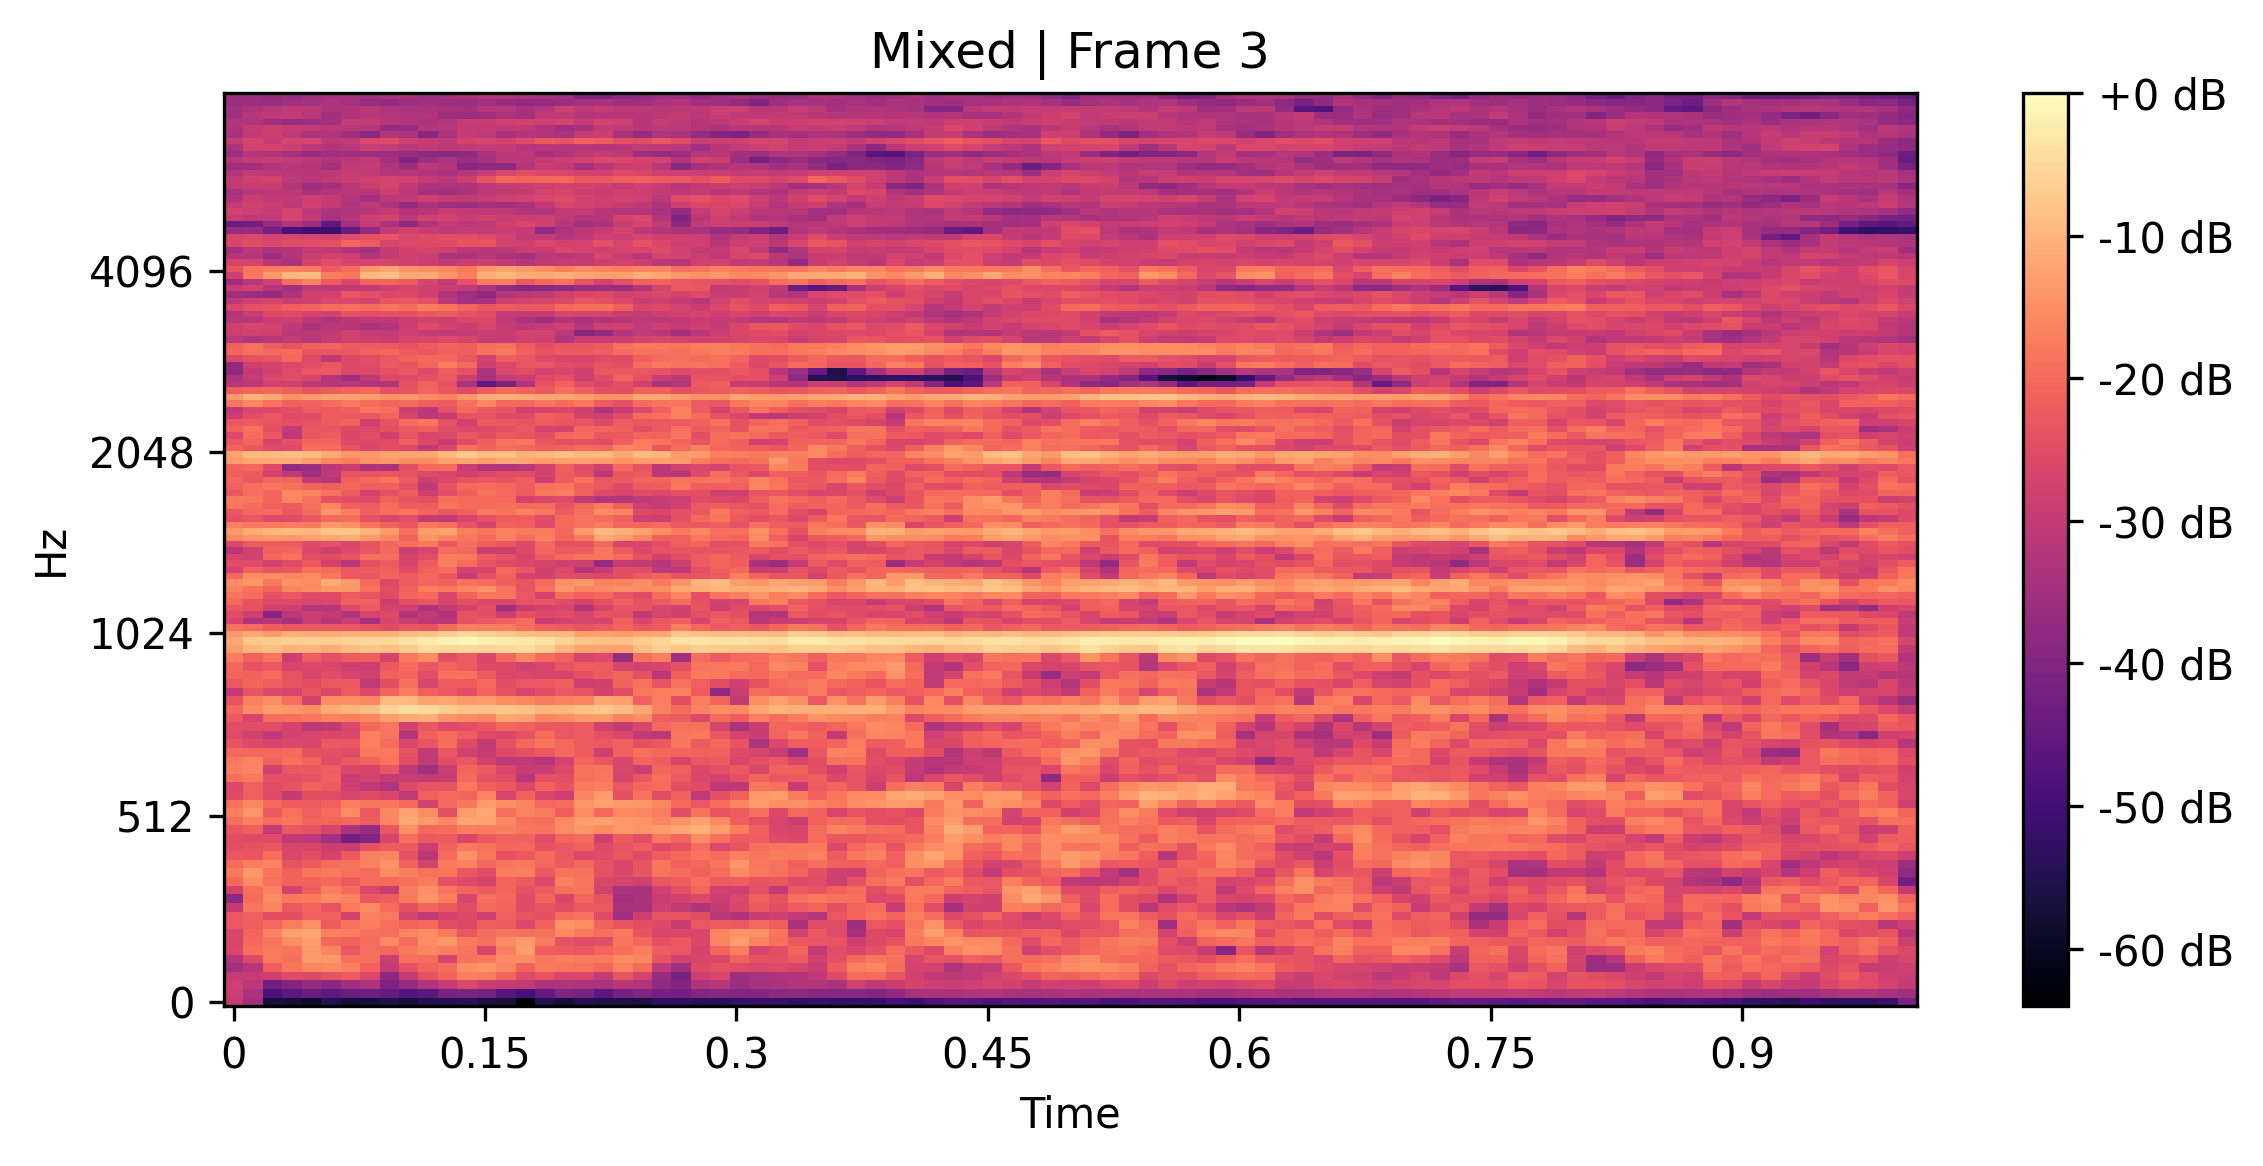 Mixed | Frame 3
Hz
4096
2048
1024
512
0
0 0.15 0.3 0.45 0.6 0.75 0.9
Time
+0 dB
-10 dB
-20 dB
-30 dB
-40 dB
-50 dB
-60 dB